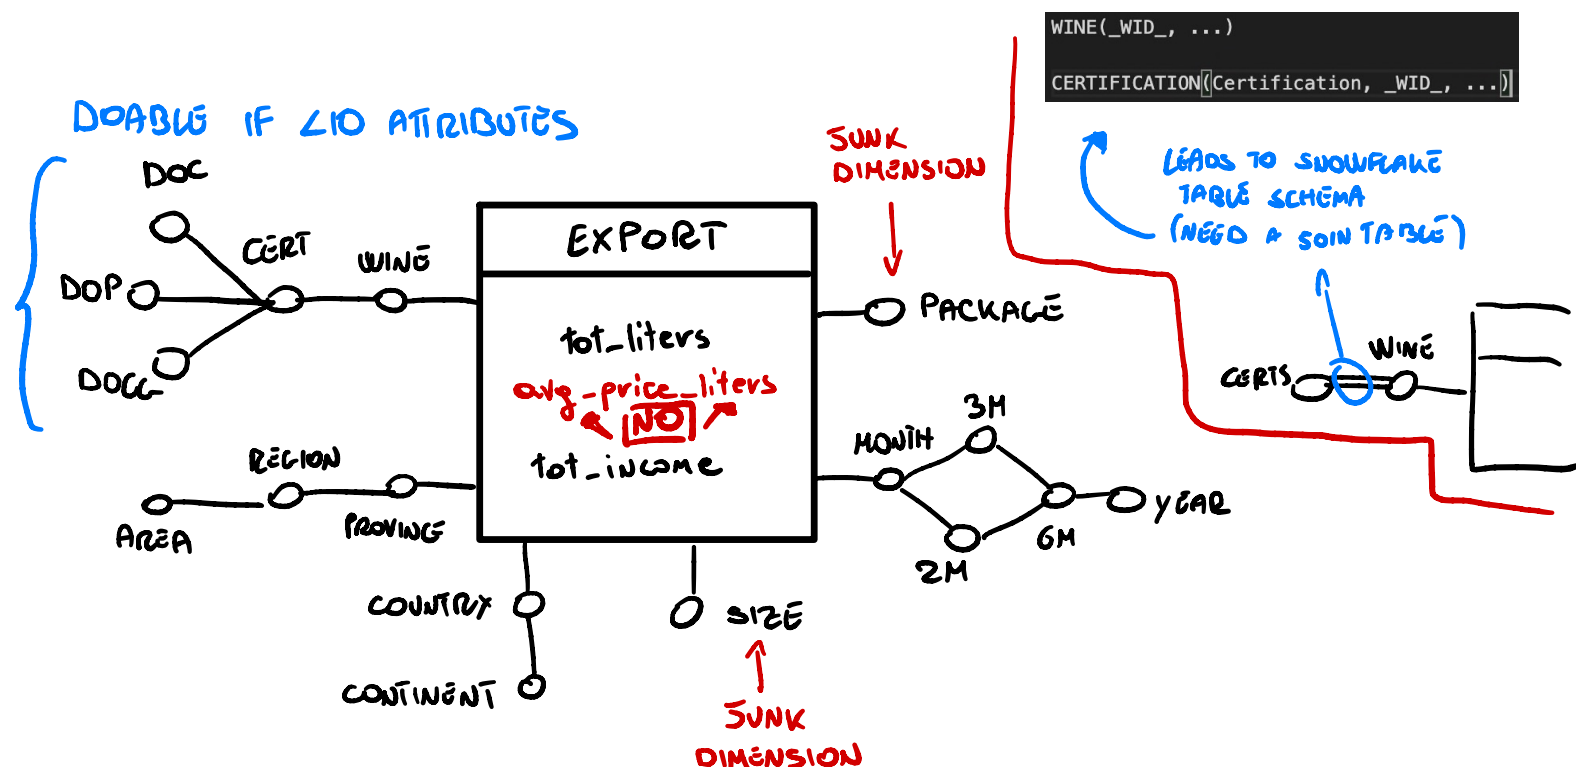 WINE(_WID_, ...)
CERTIFICATION(Certification, _WID_, ...)
DOABLE IF <10 ATTRIBUTES
DOC
DOP
DOCG
CERT
WINE
EXPORT
tot_liters
avg_price_liters
NO
tot_income
JUNK
DIMENSION
PACKAGE
LEADS TO SNOWFLAKE
TABLE SCHEMA
(NEED A JOIN TABLE)
CERTS
WINE
AREA
REGION
PROVINCE
MONTH
3M
2M
6M
YEAR
COUNTRY
CONTINENT
SIZE
JUNK
DIMENSION